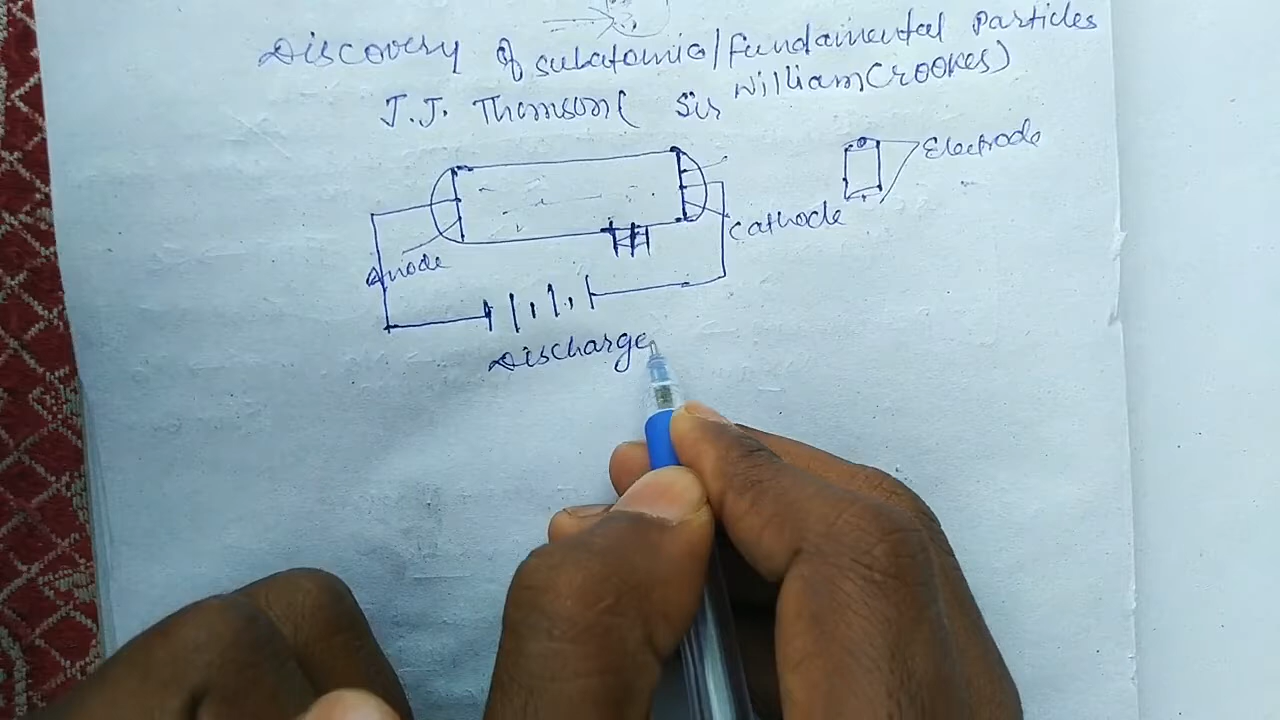 Discovery of subatomic/fundamental particles
J.J. Thomson( Sir William Crookes)
Electrode
Cathode
Anode
Discharge